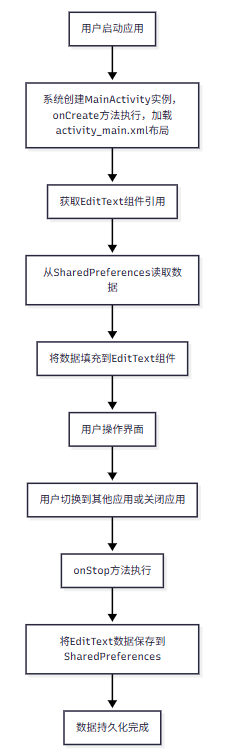 用户启动应用
系统创建MainActivity实例，
onCreate方法执行，加载
activity_main.xml布局
获取EditText组件引用
从SharedPreferences读取数
据
将数据填充到EditText组件
用户操作界面
用户切换到其他应用或关闭应用
onStop方法执行
将EditText数据保存到
SharedPreferences
数据持久化完成